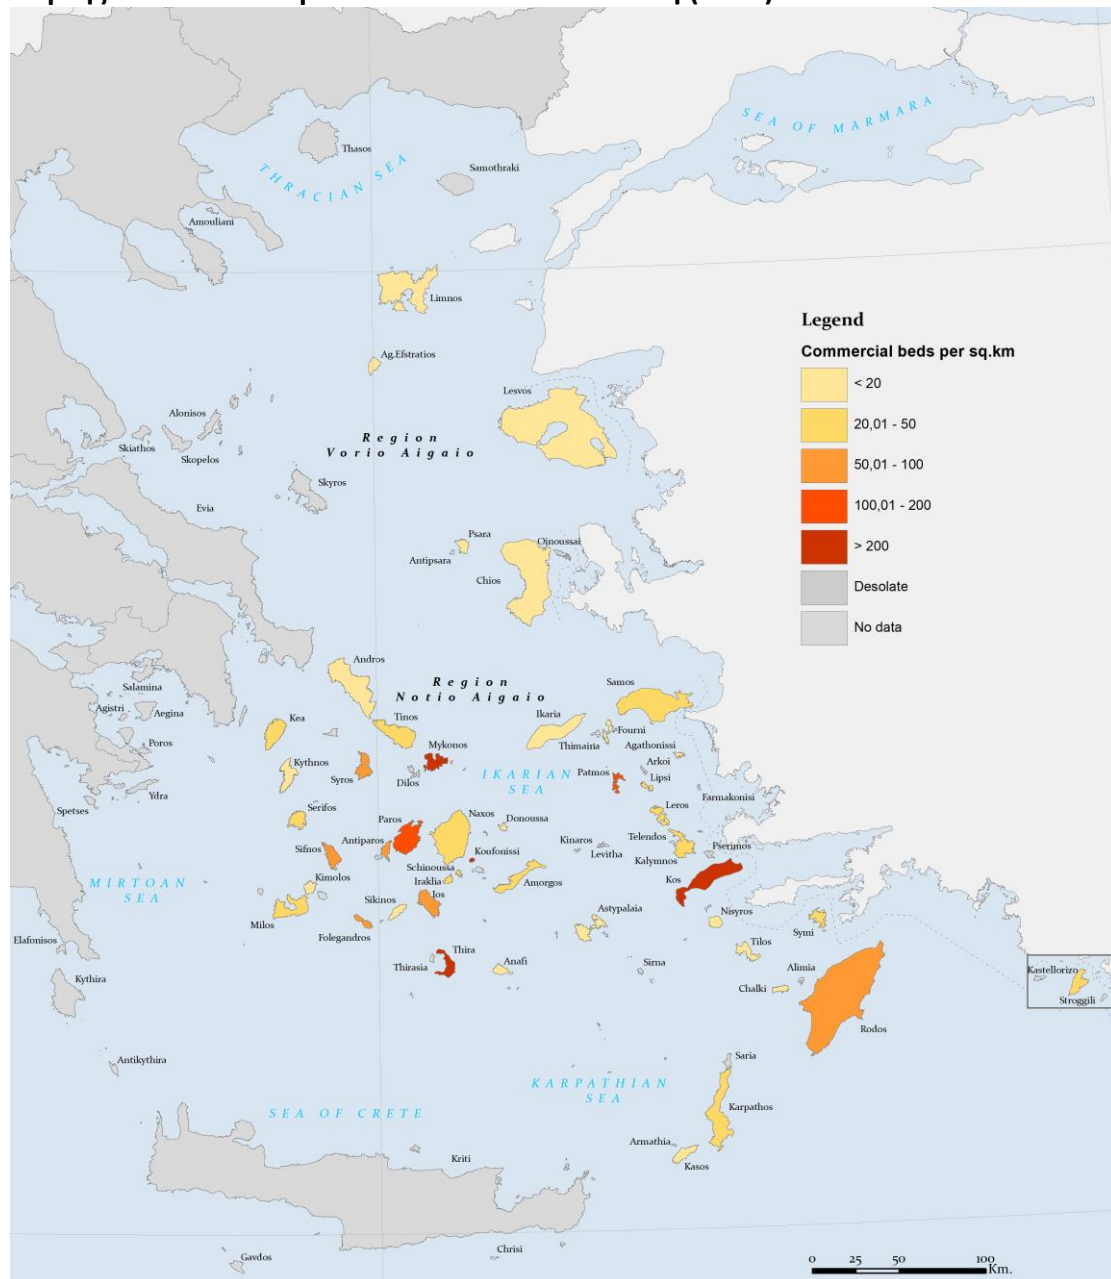 SEA OF MARMARA
Thasos
THRACIAN SEA
Samothraki
Amouliani
Limnos
Legend
Commercial beds per sq.km
< 20
20,01 - 50
50,01 - 100
100,01 - 200
> 200
Desolate
No data
Ag.Efstratios
Lesvos
Alonisos
Region
Vorio Aigaio
Skiathos
Skopelos
Skyros
Evia
Psara
Oinoussai
Antipsara
Chios
Andros
Region
Notio Aigaio
Salamina
Samos
Agistri
Aegina
Kea
Tinos
Ikaria
Fourni
Poros
Mykonos
Thimaina
Agathonissi
Kythnos
Syros
Dilos
IKARIAN
SEA
Patmos
Arkoi
Lipsi
Ydra
Spetses
Farmakonisi
Serifos
Leros
Paros
Naxos
Donoussa
Antiparos
Kinaros
Telendos
Sifnos
Koufonissi
Levitha
Pserimos
Schinoussa
Kalymnos
Kimolos
Iraklia
Amorgos
Kos
MIRTOAN
SEA
Sikinos
Ios
Astypalaia
Nisyros
Milos
Folegandros
Symi
Elafonisos
Tilos
Thira
Thirasia
Anafi
Sirna
Alimia
Kastellorizo
Kythira
Chalki
Stroggili
Rodos
Antikythira
Saria
KARPATHIAN
SEA
SEA OF CRETE
Karpathos
Armathia
Kriti
Kasos
Chrisi
Gavdos
0 25 50 100
Km.